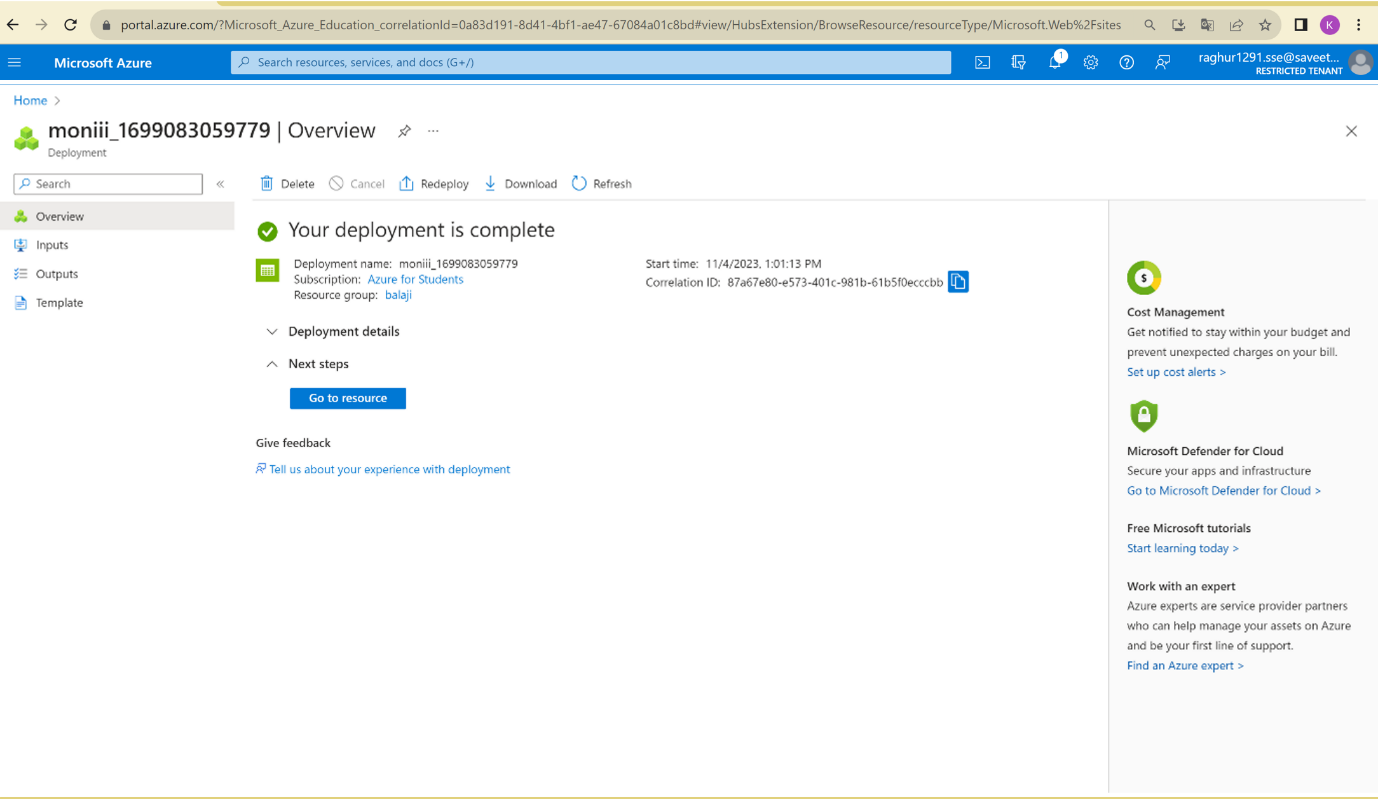 portal.azure.com/?Microsoft_Azure_Education_correlationId=0a83d191-8d41-4bf1-ae47-67084a01c8bd#view/HubsExtension/BrowseResource/resourceType/Microsoft.Web%2Fsites
K
Microsoft Azure
Search resources, services, and docs (G+/)
1
raghur1291.sse@saveet...
RESTRICTED TENANT
Home >
moniii_1699083059779 | Overview
...
Deployment
Search
«
Delete
Cancel
Redeploy
Download
Refresh
Overview
Inputs
Outputs
Template
Your deployment is complete
Deployment name: moniii_1699083059779
Subscription: Azure for Students
Resource group: balaji
Start time: 11/4/2023, 1:01:13 PM
Correlation ID: 87a67e80-e573-401c-981b-61b5f0ecccbb
Deployment details
Next steps
Go to resource
Give feedback
Tell us about your experience with deployment
$
Cost Management
Get notified to stay within your budget and
prevent unexpected charges on your bill.
Set up cost alerts >
Microsoft Defender for Cloud
Secure your apps and infrastructure
Go to Microsoft Defender for Cloud >
Free Microsoft tutorials
Start learning today >
Work with an expert
Azure experts are service provider partners
who can help manage your assets on Azure
and be your first line of support.
Find an Azure expert >